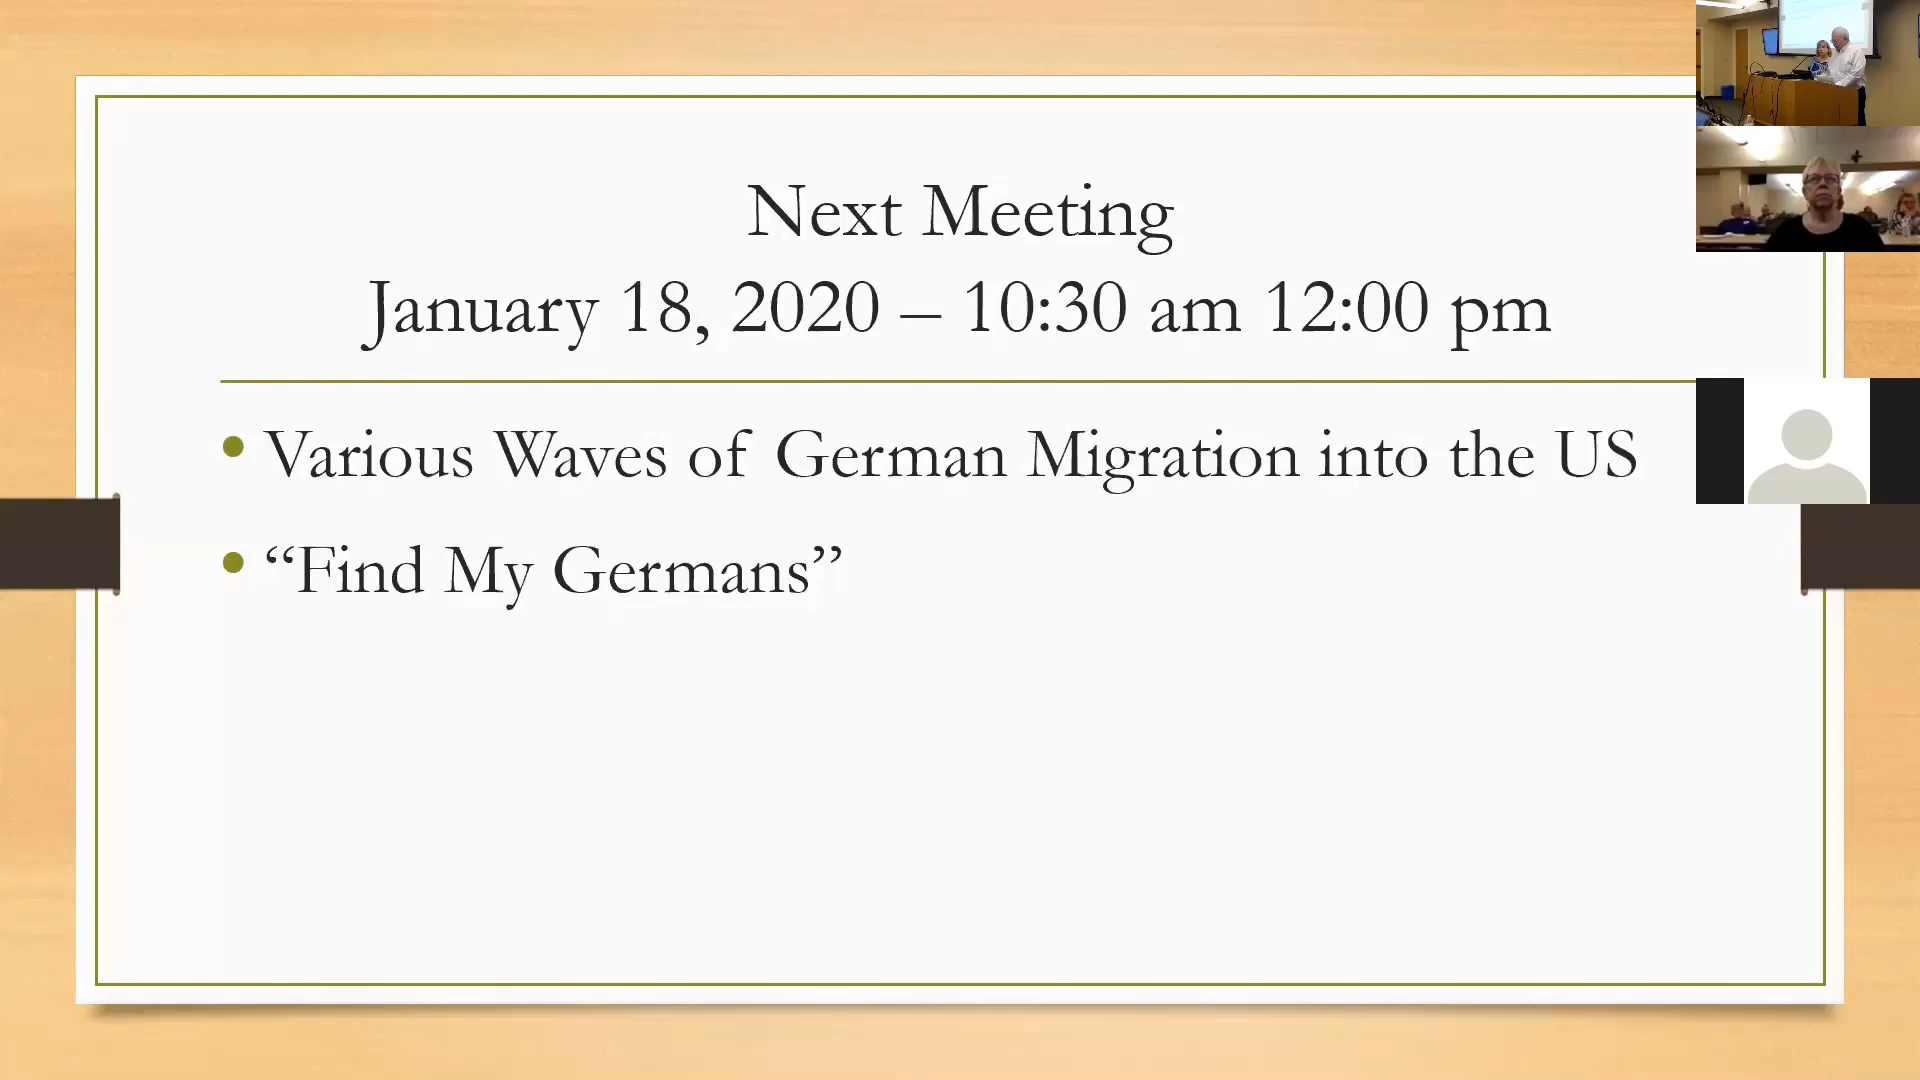 Next Meeting
January 18, 2020 – 10:30 am 12:00 pm
• Various Waves of German Migration into the US
• “Find My Germans”